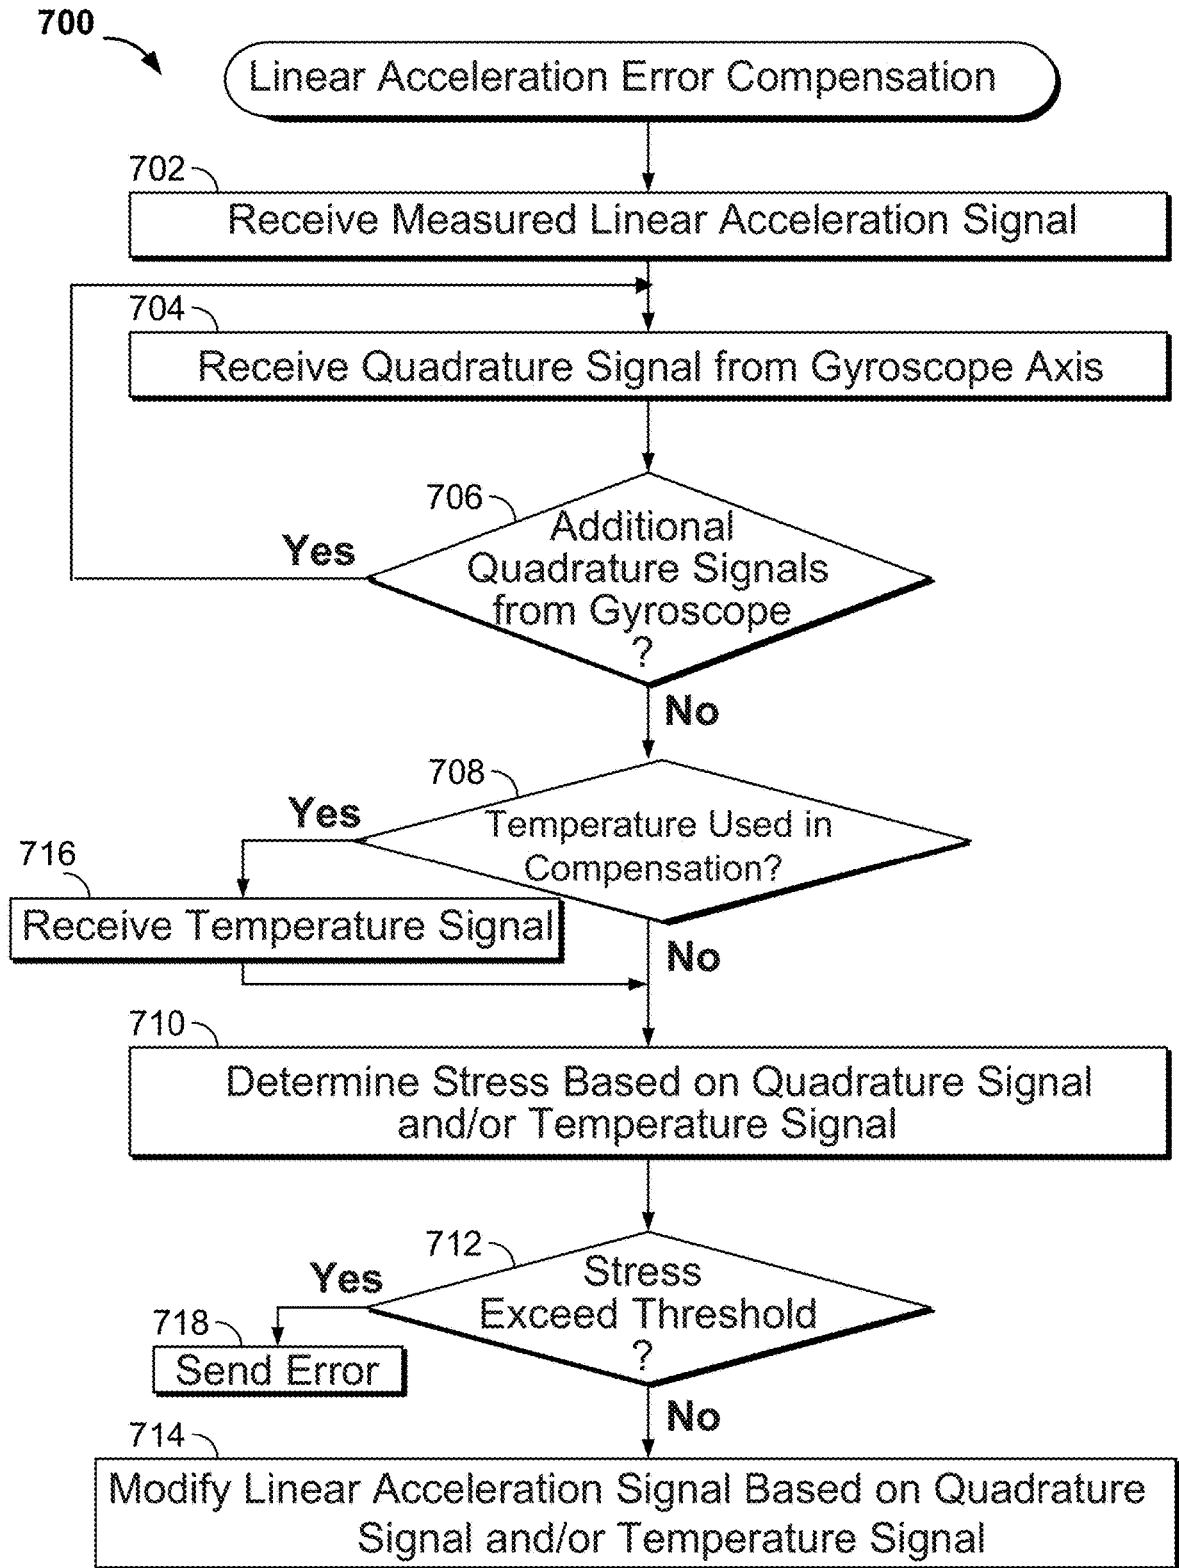 700
Linear Acceleration Error Compensation
702
Receive Measured Linear Acceleration Signal
704
Receive Quadrature Signal from Gyroscope Axis
706
Additional
Quadrature Signals
from Gyroscope
?
Yes
No
708
Temperature Used in
Compensation?
Yes
716
Receive Temperature Signal
No
710
Determine Stress Based on Quadrature Signal
and/or Temperature Signal
712
Stress
Exceed Threshold
?
Yes
718
Send Error
No
714
Modify Linear Acceleration Signal Based on Quadrature
Signal and/or Temperature Signal